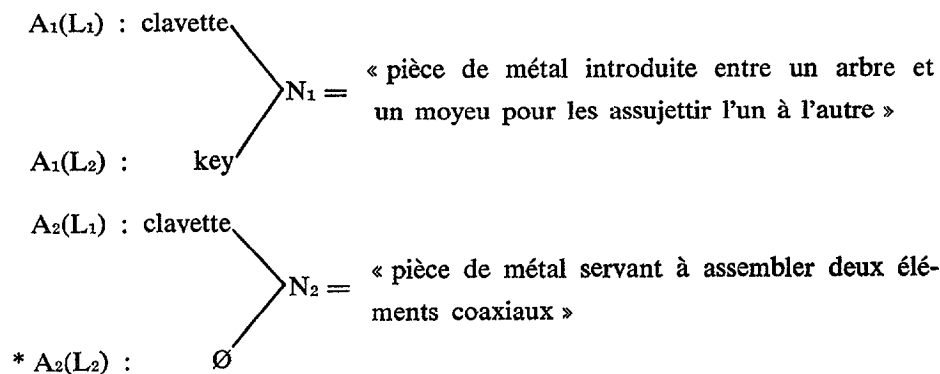 A₁(L₁) : clavette
N₁ = « pièce de métal introduite entre un arbre et
un moyeu pour les assujettir l'un à l'autre »
A₁(L₂) : key
A₂(L₁) : clavette
N₂ = « pièce de métal servant à assembler deux élé-
ments coaxiaux »
* A₂(L₂) : Ø